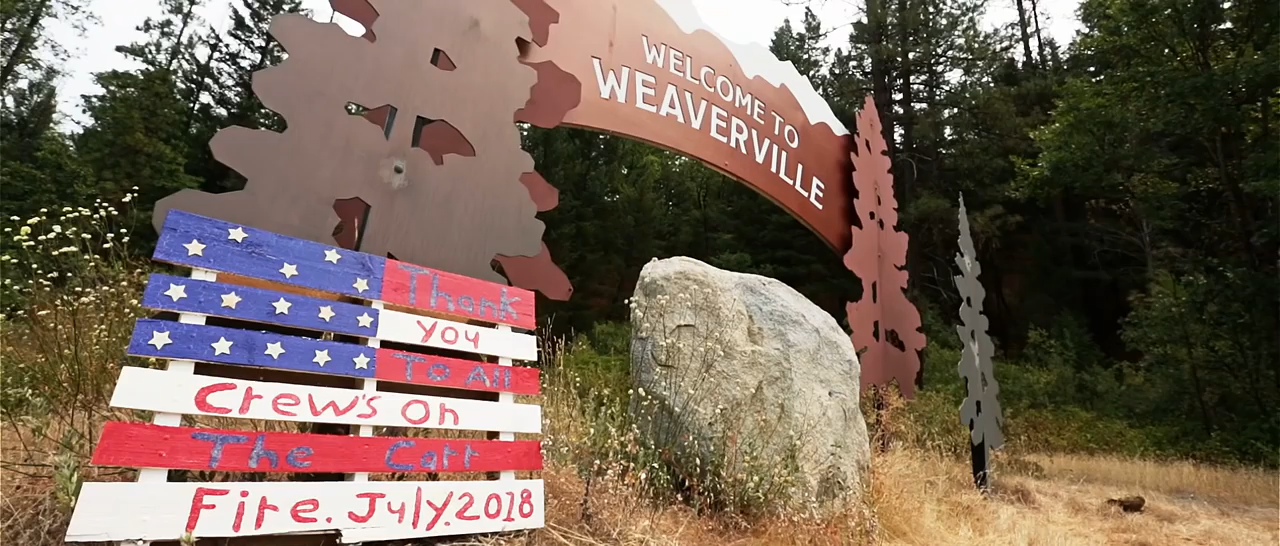 WELCOME TO
WEAVERVILLE
Thank
you
To All
Crew's On
The Carr
Fire. July. 2018